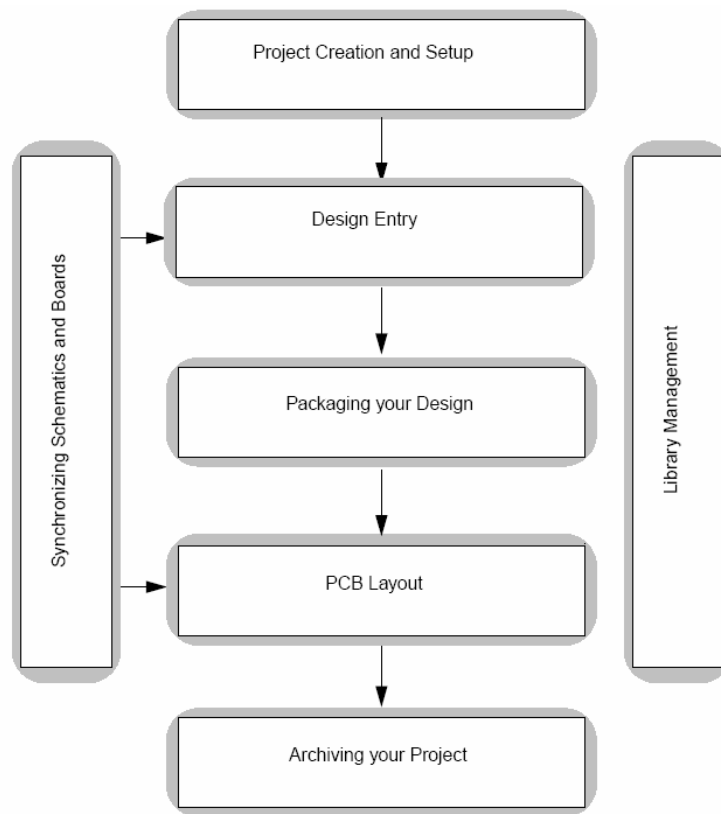 Project Creation and Setup
Synchronizing Schematics and Boards
Design Entry
Library Management
Packaging your Design
PCB Layout
Archiving your Project